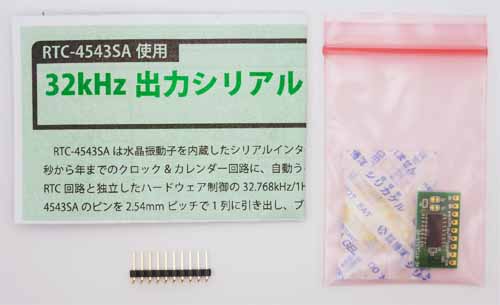 RTC-4543SA 使用
32kHz 出力シリアル
RTC-4543SA は水晶振動子を内蔵したシリアルインタ
秒から年までのクロック＆カレンダー回路に、自動う
RTC 回路と独立したハードウェア制御の 32.768kHz/1H
4543SA のピンを 2.54mm ピッチで 1 列に引き出し、ブ
シリカゲル